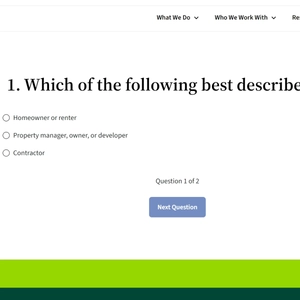 What We Do
Who We Work With
Re
1. Which of the following best describe
Homeowner or renter
Property manager, owner, or developer
Contractor
Question 1 of 2
Next Question